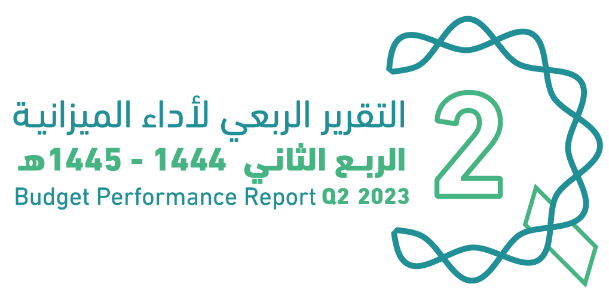 التقرير الربعي لأداء الميزانية
الربع الثاني 1444 - 1445هـ
Budget Performance Report Q2 2023
2